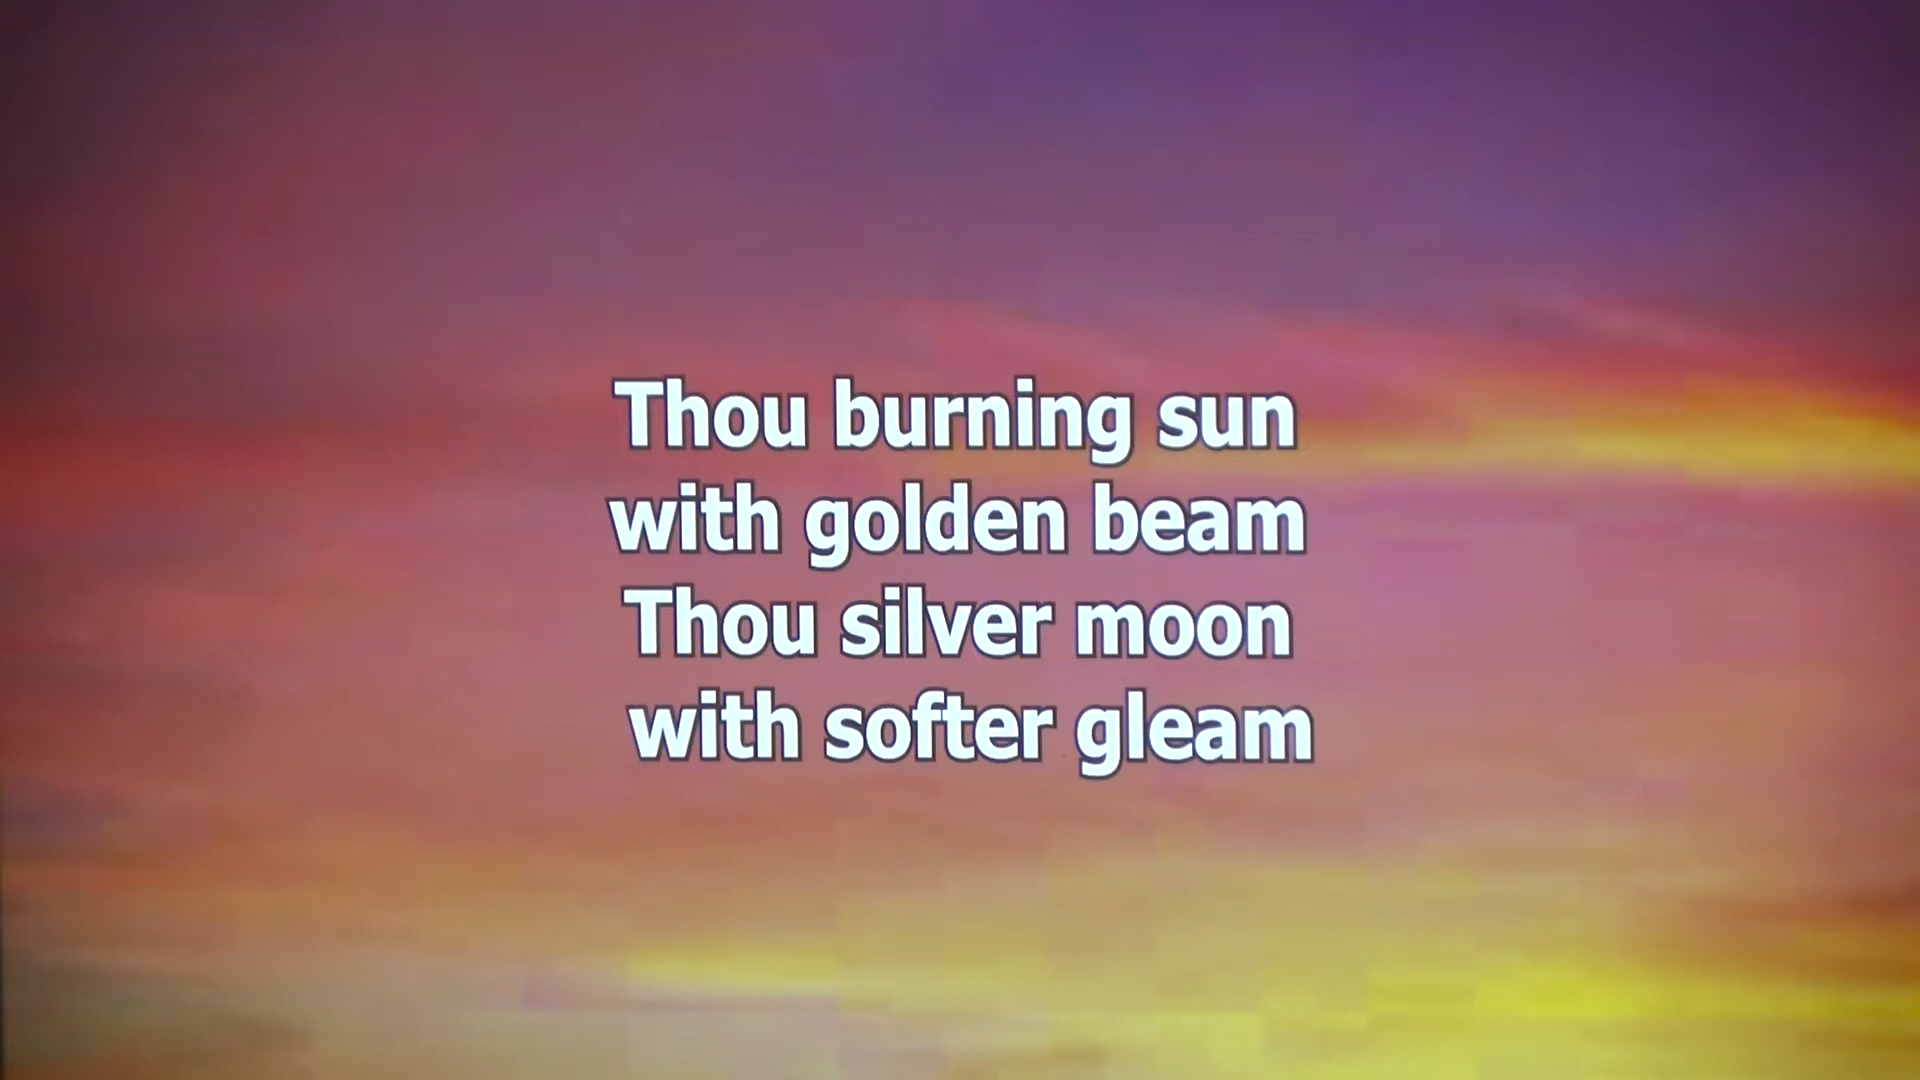 Thou burning sun
with golden beam
Thou silver moon
with softer gleam